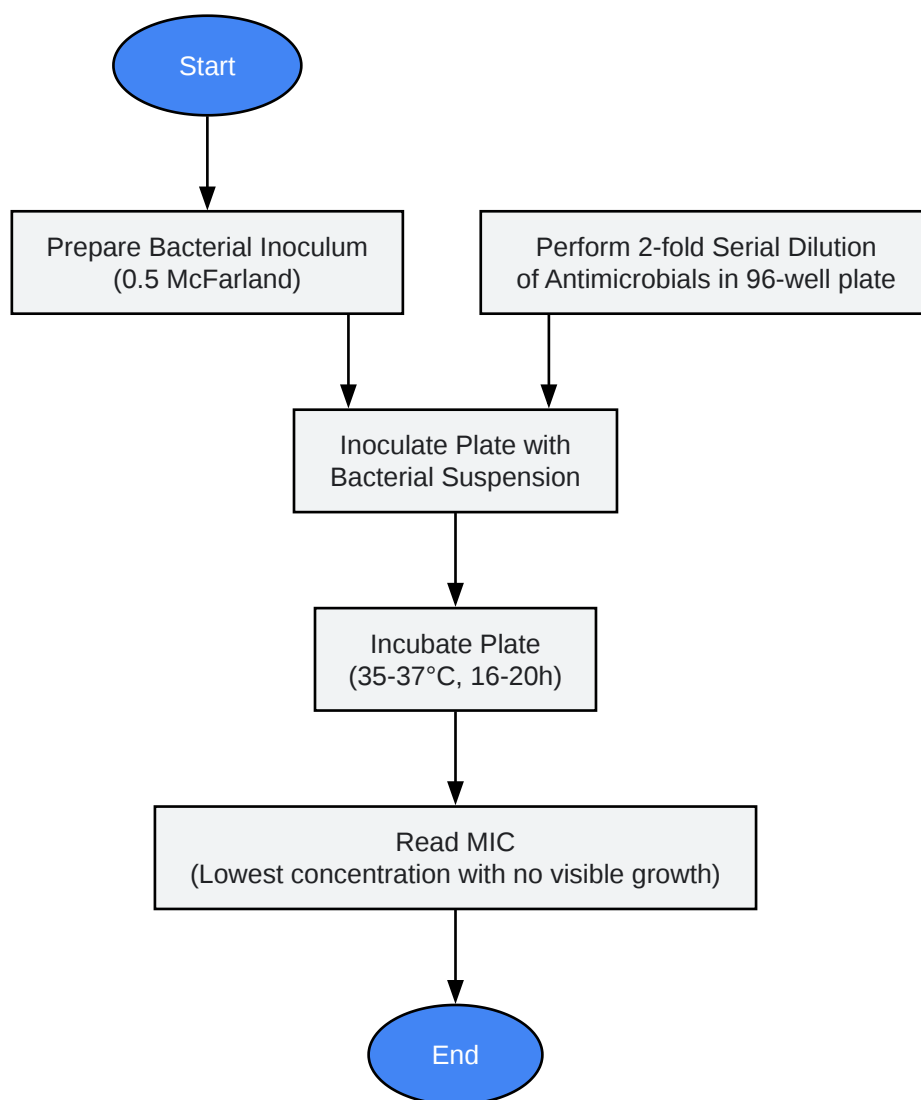 Start
Prepare Bacterial Inoculum
(0.5 McFarland)
Perform 2-fold Serial Dilution
of Antimicrobials in 96-well plate
Inoculate Plate with
Bacterial Suspension
Incubate Plate
(35-37°C, 16-20h)
Read MIC
(Lowest concentration with no visible growth)
End